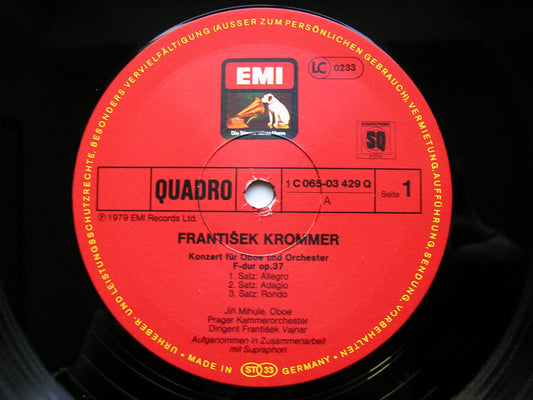 URHEBER- UND LEISTUNGSSCHUTZRECHTE, BESONDERS VERVIELFÄLTIGUNG (AUSSER ZUM PERSÖNLICHEN GEBRAUCH), VERMIETUNG, AUFFÜHRUNG, SENDUNG, VORBEHALTEN
EMI
LC 0233
Die Stimme seines Herrn
QUADRAPHONIC
SQ
QUADRO
1 C 065-03 429 Q
A
Seite 1
℗ 1979 EMI Records Ltd.
FRANTIŠEK KROMMER
Konzert für Oboe und Orchester
F-dur op.37
1. Satz: Allegro
2. Satz: Adagio
3. Satz: Rondo
Jiří Mihule, Oboe
Prager Kammerorchester
Dirigent František Vajnar
Aufgenommen in Zusammenarbeit
mit Supraphon
MADE IN GERMANY
ST 33